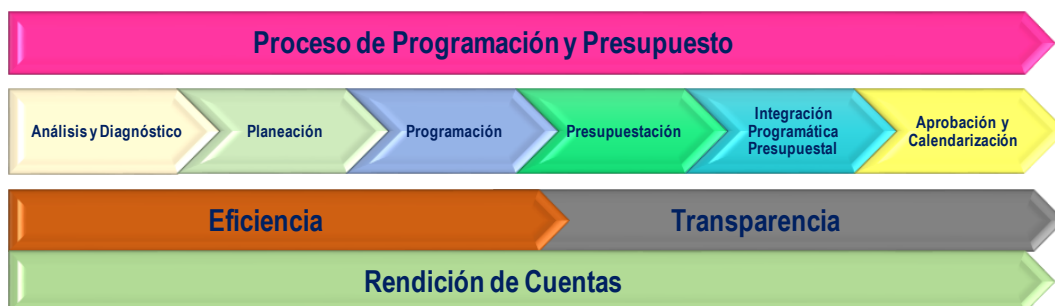 Proceso de Programación y Presupuesto
Análisis y Diagnóstico
Planeación
Programación
Presupuestación
Integración
Programática
Presupuestal
Aprobación y
Calendarización
Eficiencia
Transparencia
Rendición de Cuentas